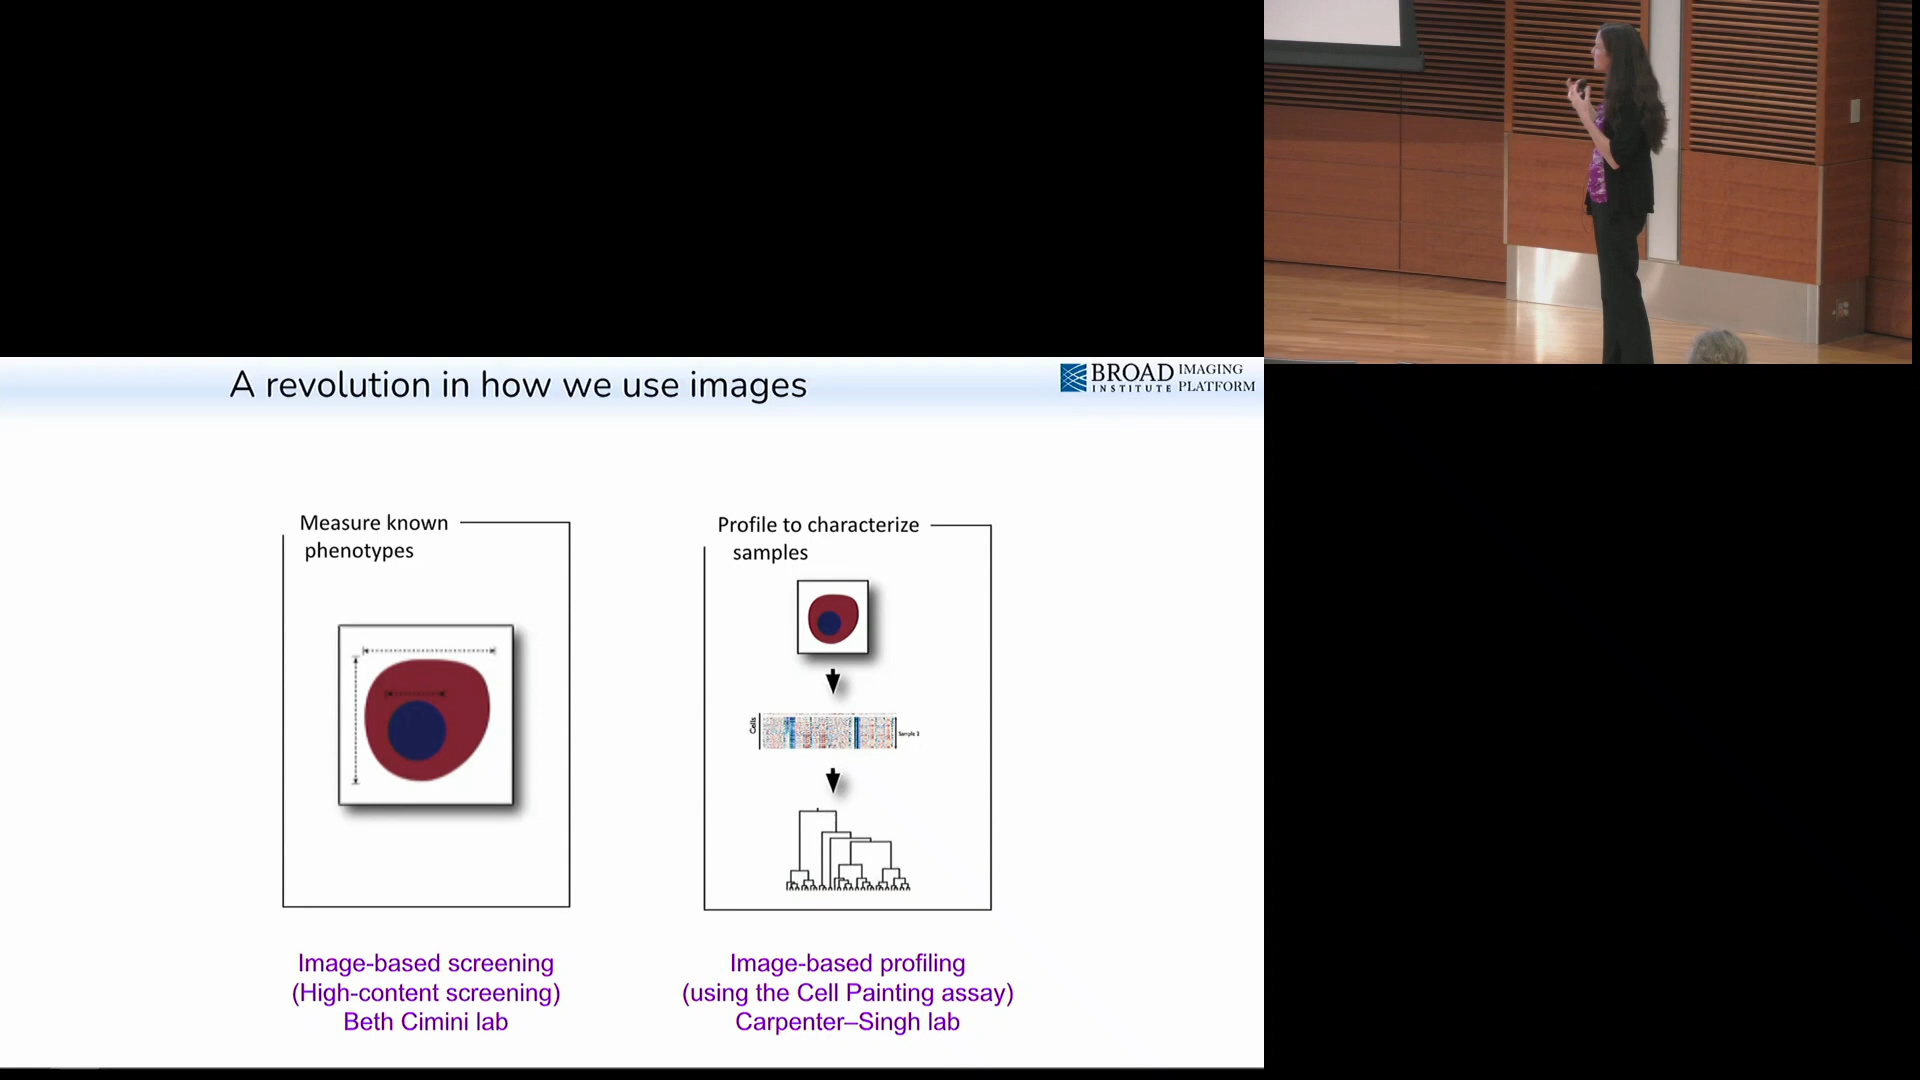 A revolution in how we use images
BROAD INSTITUTE IMAGING PLATFORM
Measure known
phenotypes
Profile to characterize
samples
Cells
Sample 2
Image-based screening
(High-content screening)
Beth Cimini lab
Image-based profiling
(using the Cell Painting assay)
Carpenter–Singh lab